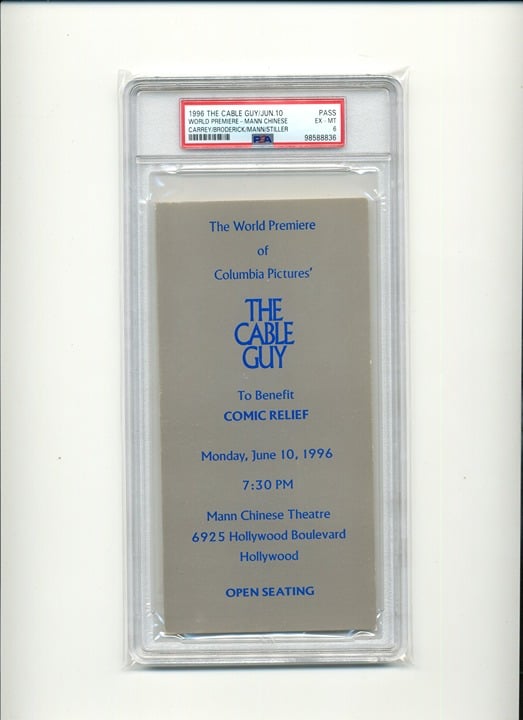 1996 THE CABLE GUY/JUN.10 PASS
WORLD PREMIERE - MANN CHINESE EX - MT
CARREY/BRODERICK/MANN/STILLER 6
PSA 98588836
The World Premiere
of
Columbia Pictures'
THE
CABLE
GUY
To Benefit
COMIC RELIEF
Monday, June 10, 1996
7:30 PM
Mann Chinese Theatre
6925 Hollywood Boulevard
Hollywood
OPEN SEATING